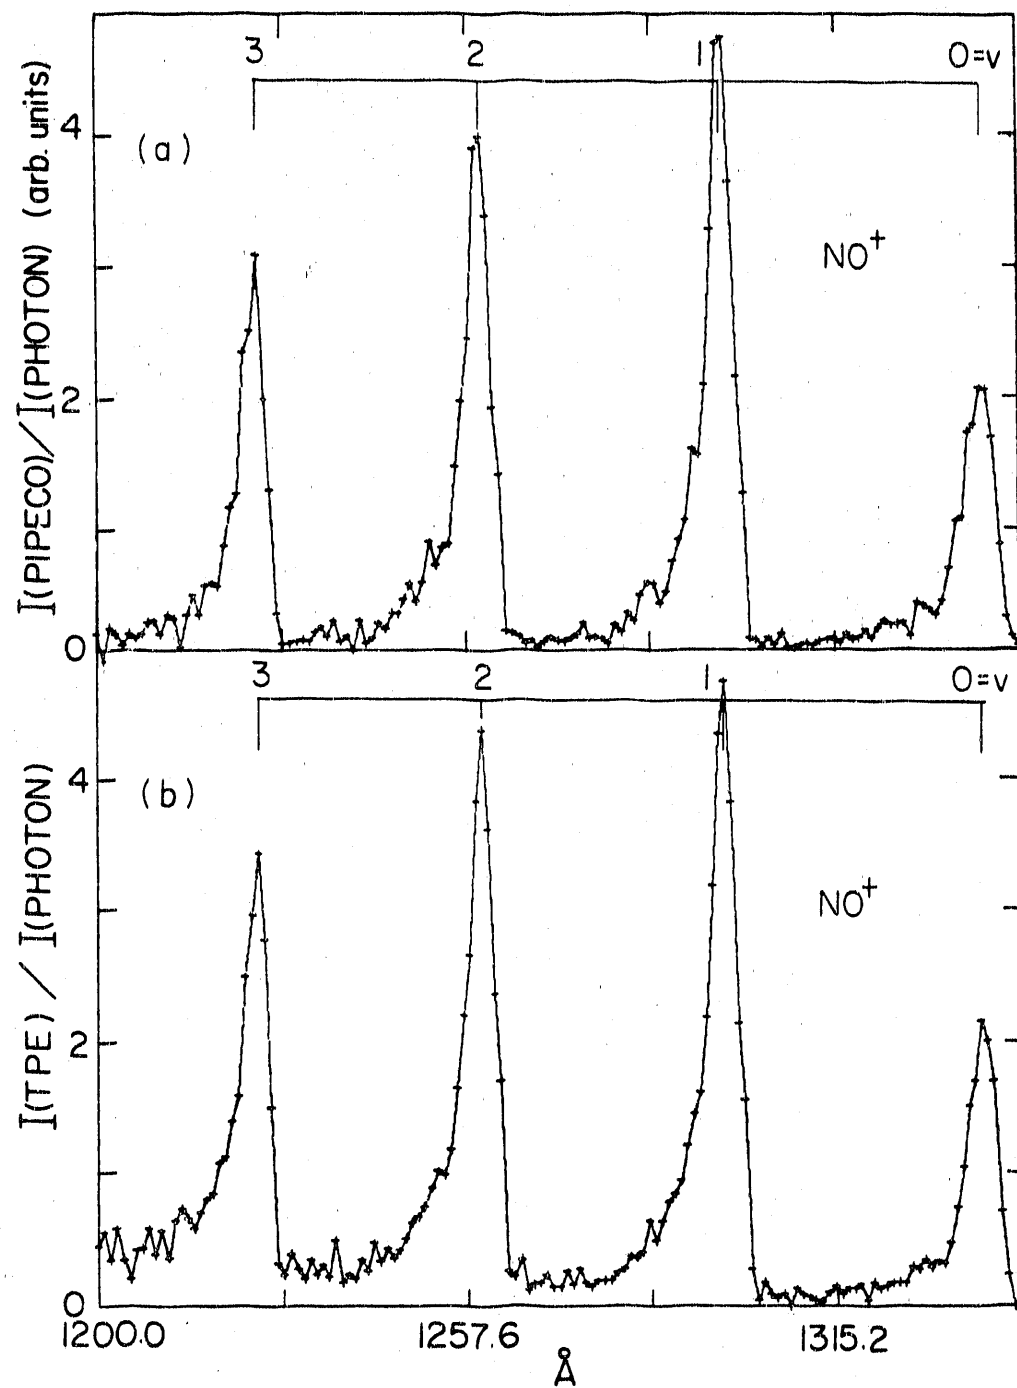 3 2 1 0=v
4
(a)
NO+
2
0
I(PIPECO)/I(PHOTON) (arb. units)
3 2 1 0=v
4
(b)
NO+
2
0
I(TPE) / I(PHOTON)
1200.0 1257.6 1315.2
Å